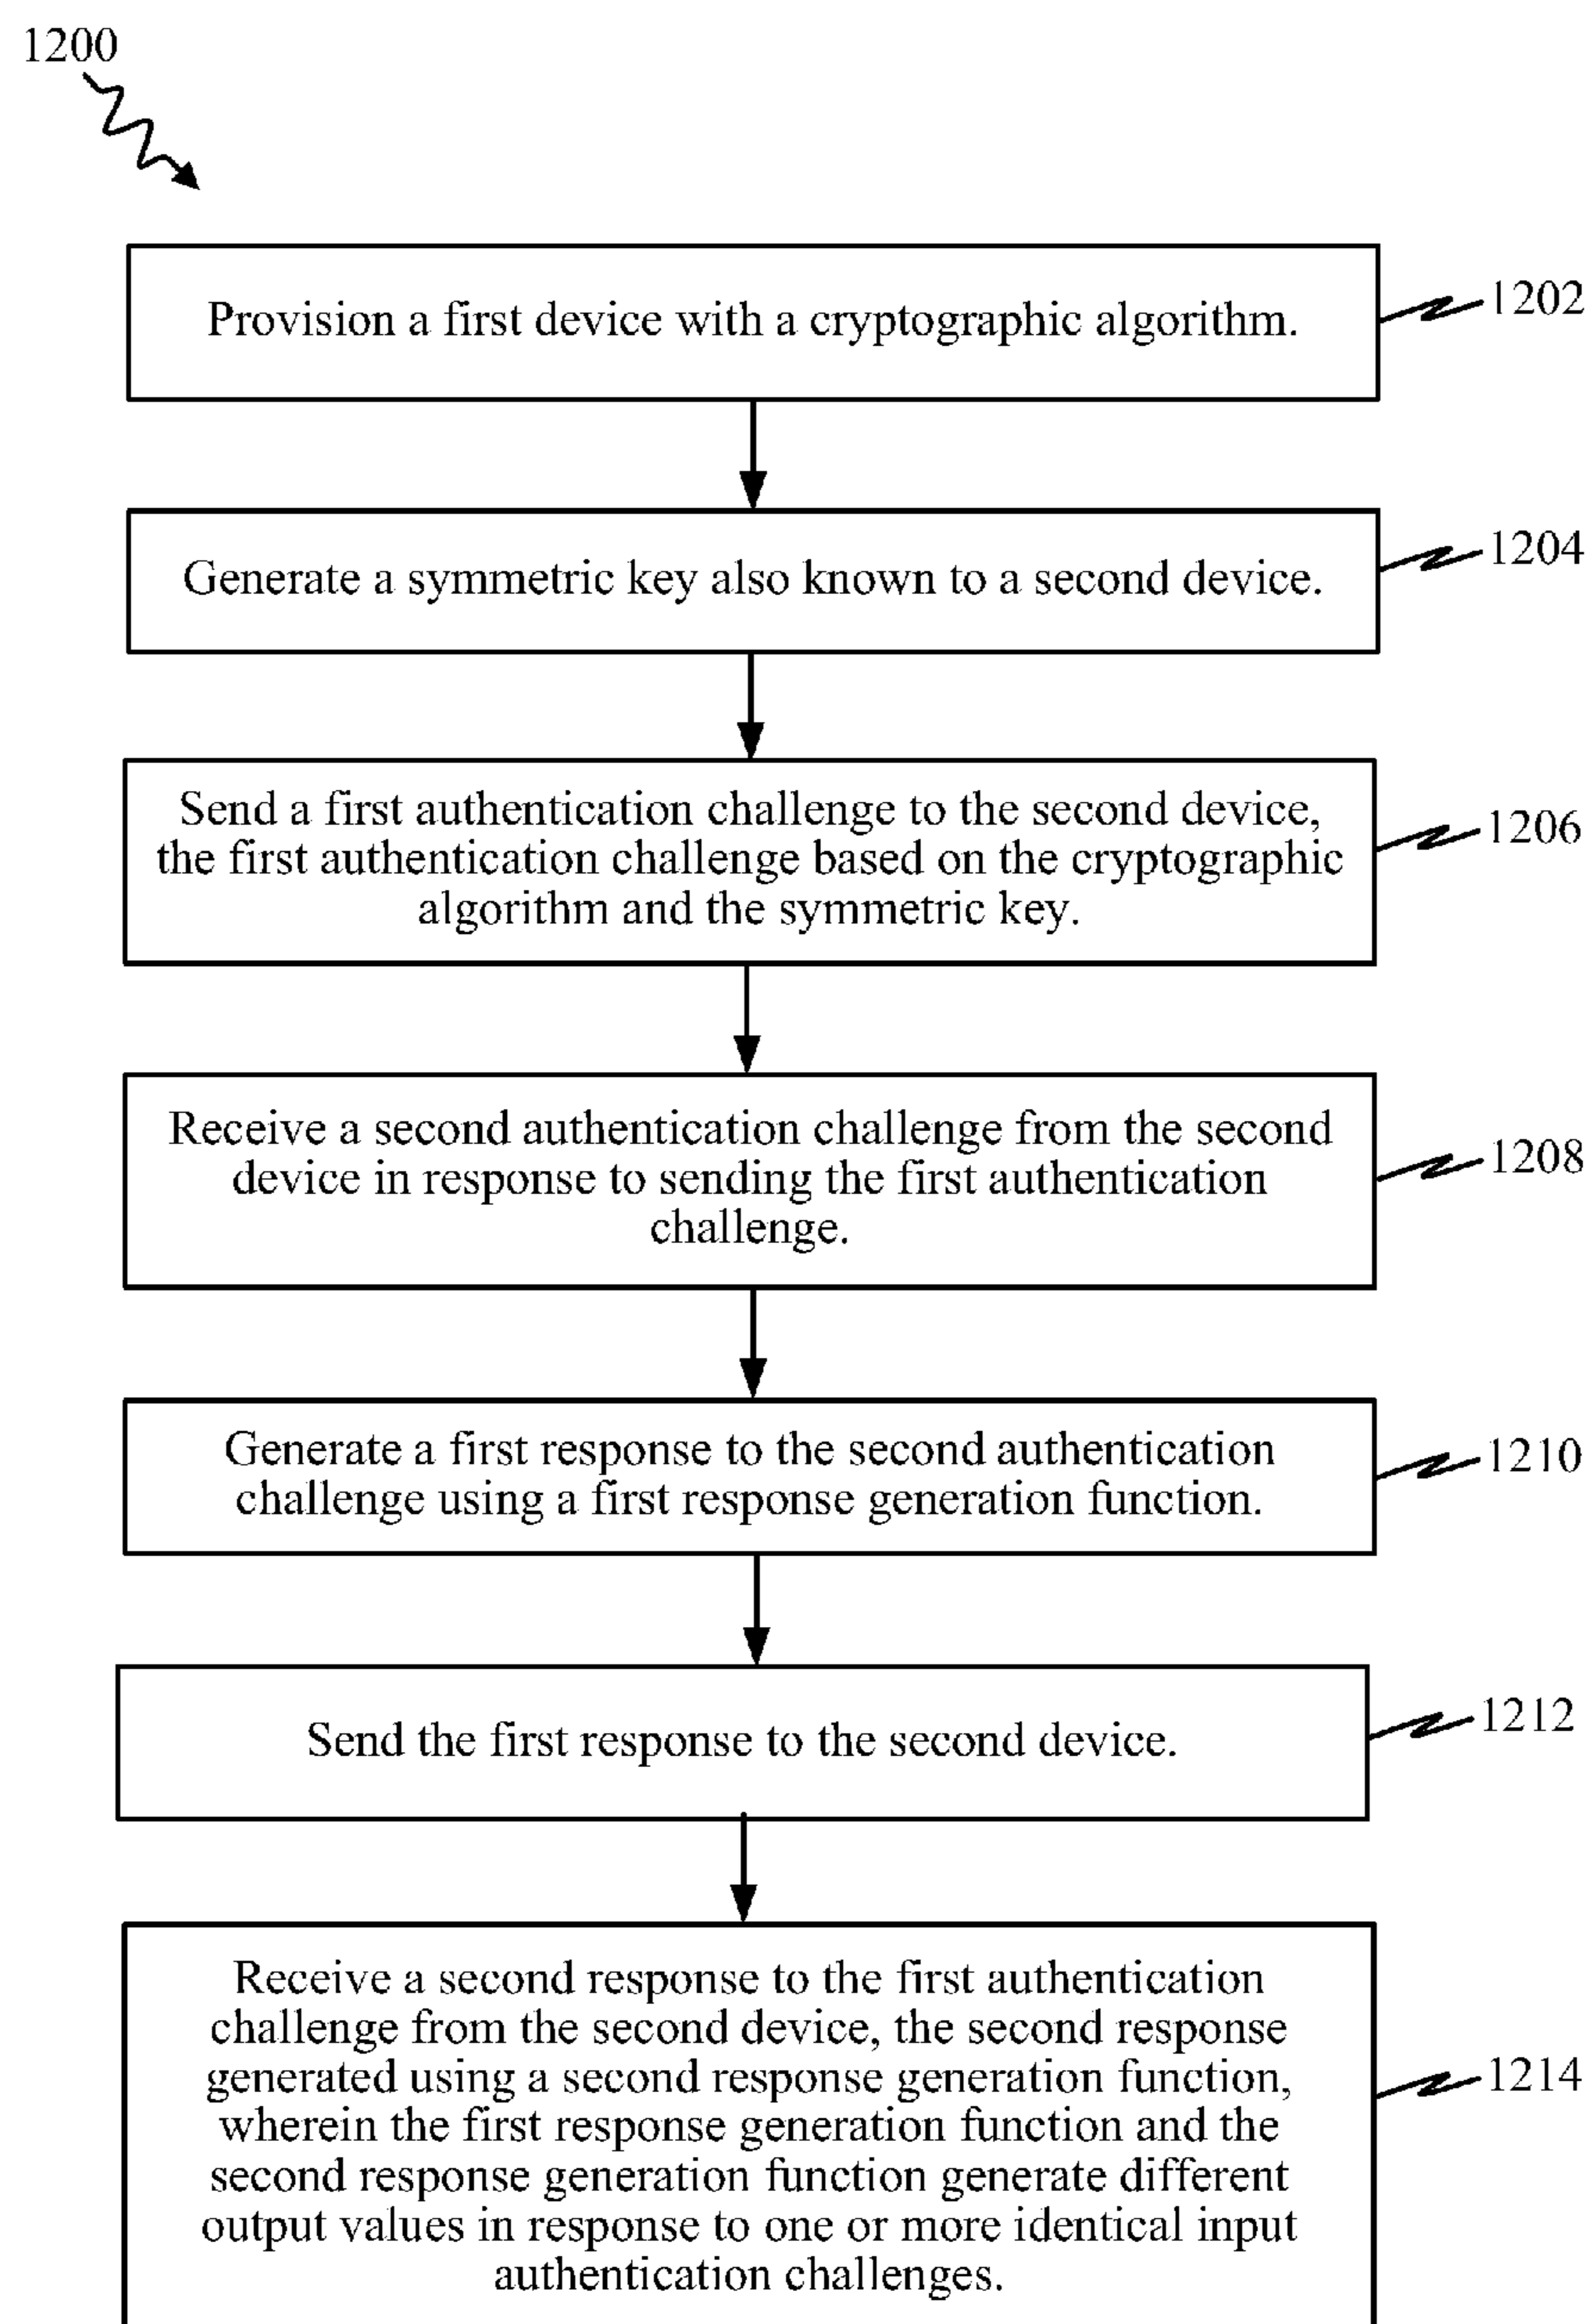 1200
Provision a first device with a cryptographic algorithm.
1202
Generate a symmetric key also known to a second device.
1204
Send a first authentication challenge to the second device,
the first authentication challenge based on the cryptographic
algorithm and the symmetric key.
1206
Receive a second authentication challenge from the second
device in response to sending the first authentication
challenge.
1208
Generate a first response to the second authentication
challenge using a first response generation function.
1210
Send the first response to the second device.
1212
Receive a second response to the first authentication
challenge from the second device, the second response
generated using a second response generation function,
wherein the first response generation function and the
second response generation function generate different
output values in response to one or more identical input
authentication challenges.
1214